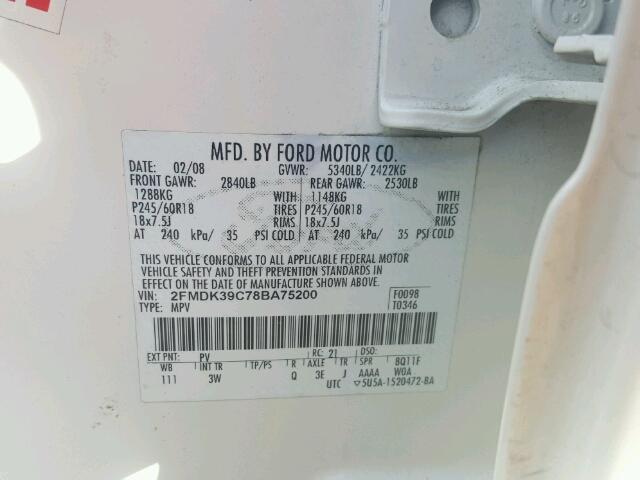 MFD. BY FORD MOTOR CO.
DATE: 02/08 GVWR: 5340LB/ 2422KG
FRONT GAWR: 2840LB REAR GAWR: 2530LB
1288KG WITH 1148KG WITH
P245/60R18 TIRES P245/60R18 TIRES
18x7.5J RIMS 18x7.5J RIMS
AT 240 kPa/ 35 PSI COLD AT 240 kPa/ 35 PSI COLD
THIS VEHICLE CONFORMS TO ALL APPLICABLE FEDERAL MOTOR
VEHICLE SAFETY AND THEFT PREVENTION STANDARDS IN
EFFECT ON THE DATE OF MANUFACTURE SHOWN ABOVE.
VIN: 2FMDK39C78BA75200 F0098
TYPE: MPV T0346
EXT PNT: PV RC: 21 DSO:
WB INT TR TP/PS R AXLE TR SPR BQ11F
111 3W Q 3E J AAAA W0A
UTC ▽5U5A-1520472-BA